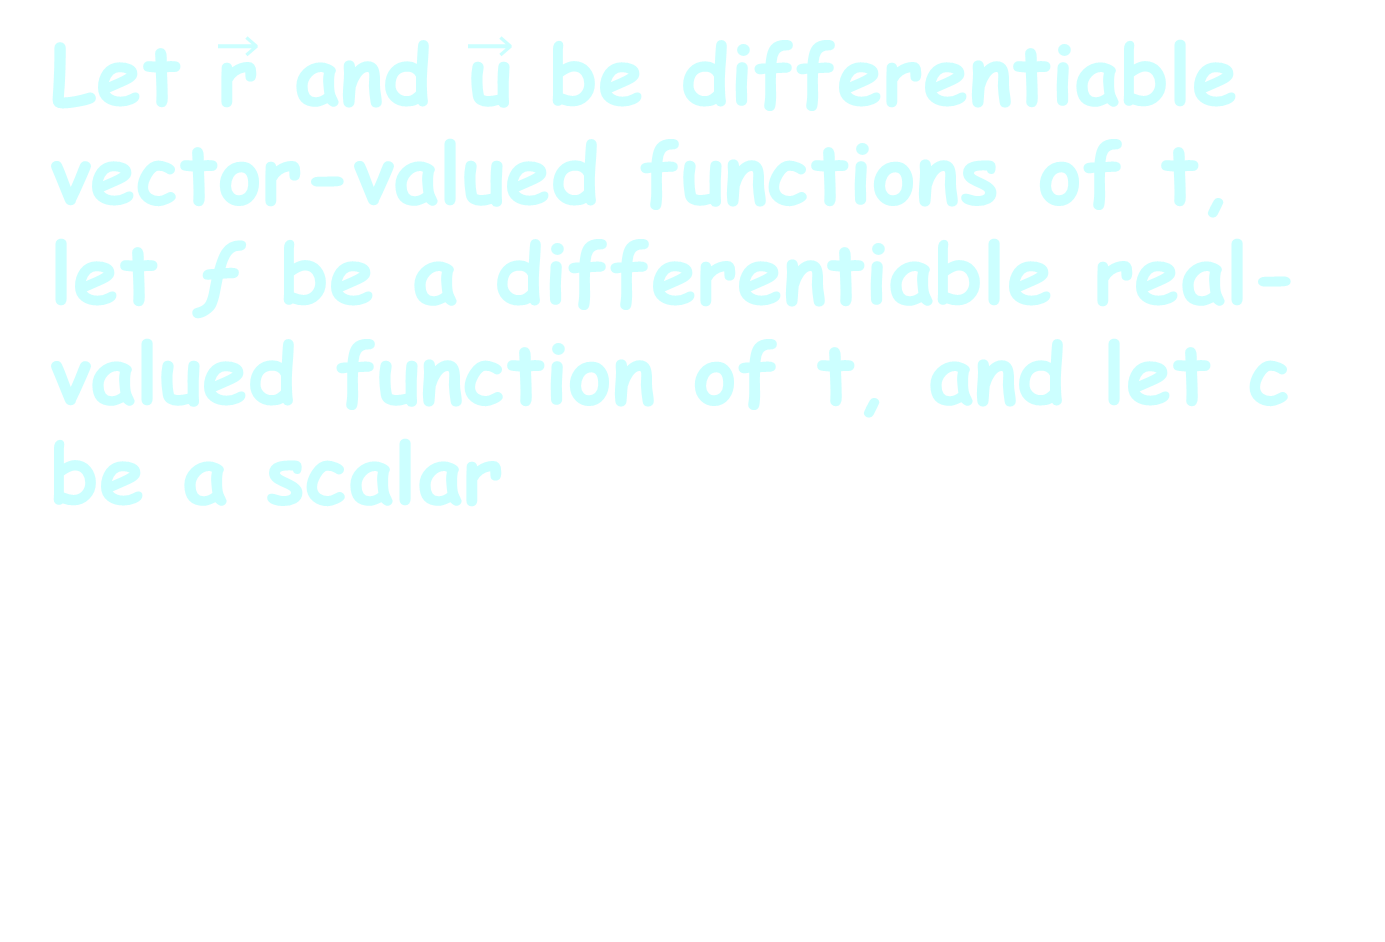 Let r⃗ and u⃗ be differentiable
vector-valued functions of t,
let ƒ be a differentiable real-
valued function of t, and let c
be a scalar